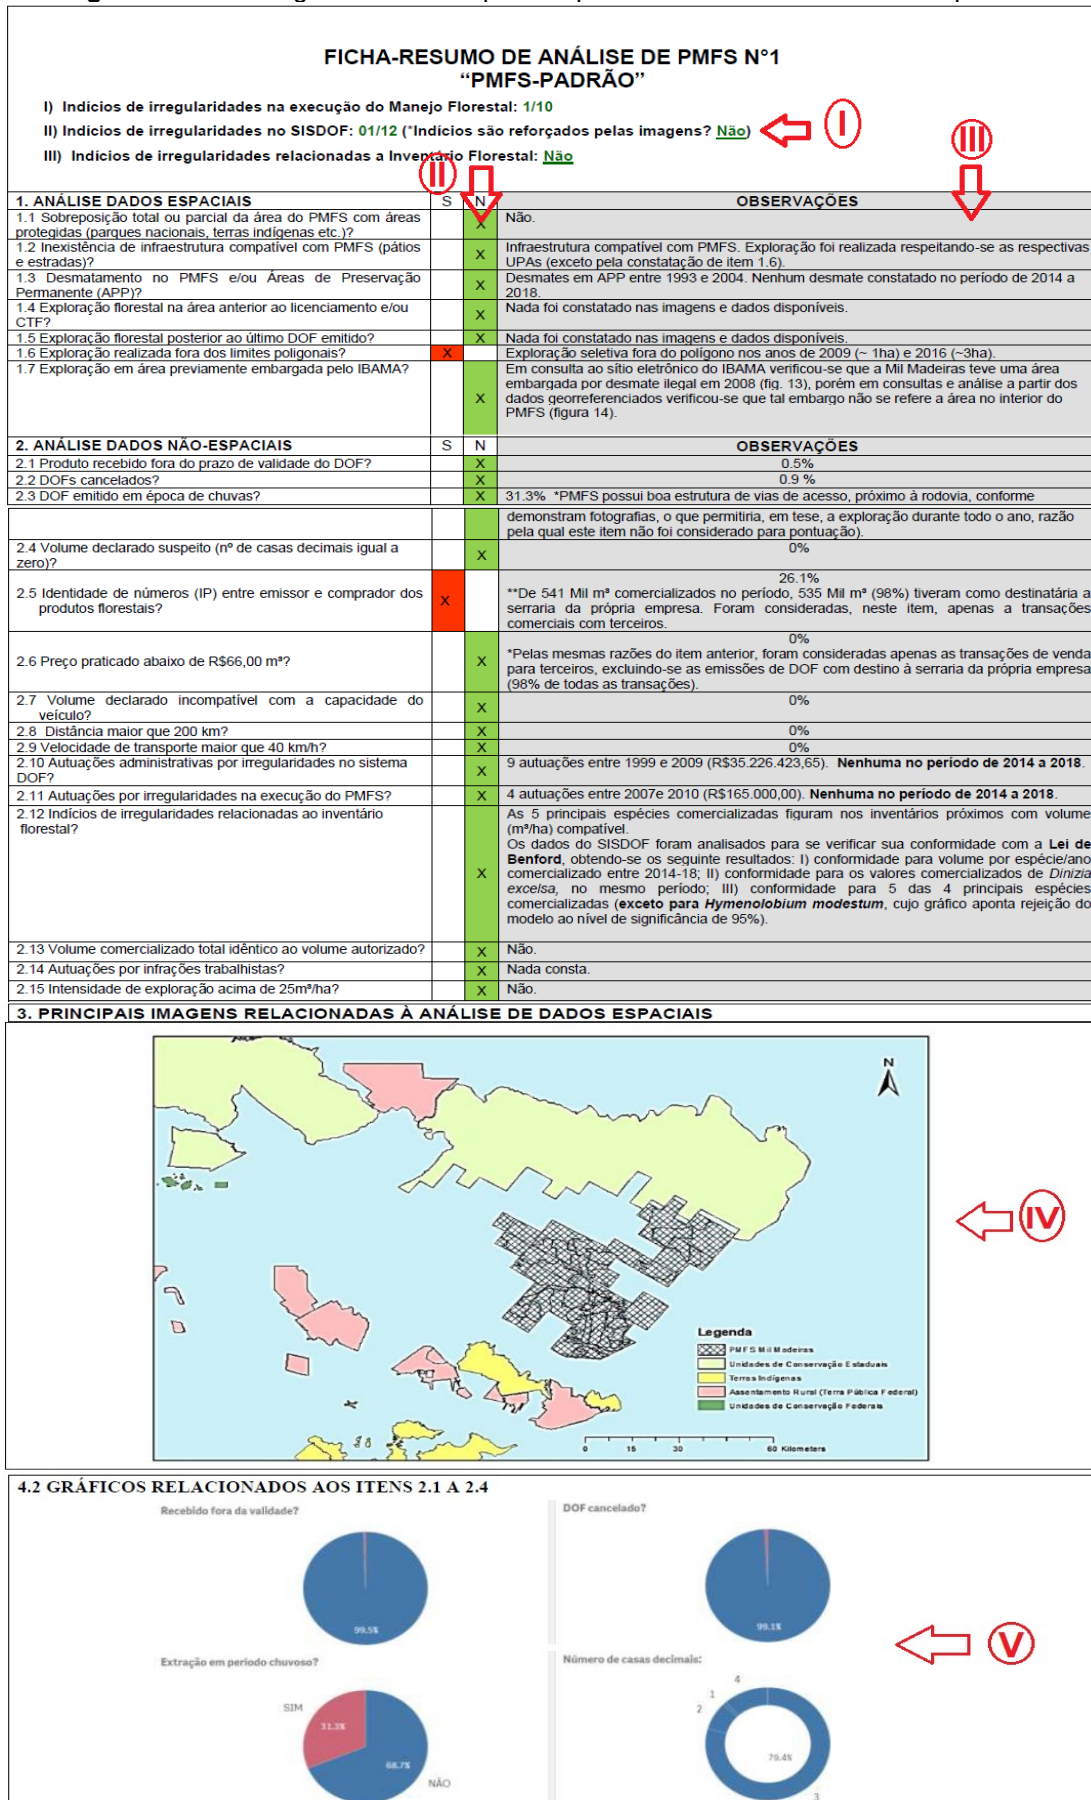 FICHA-RESUMO DE ANÁLISE DE PMFS N°1
“PMFS-PADRÃO”
I) Indícios de irregularidades na execução do Manejo Florestal: 1/10
II) Indícios de irregularidades no SISDOF: 01/12 (*Indícios são reforçados pelas imagens? Não)
I
III) Indícios de irregularidades relacionadas a Inventário Florestal: Não
II
III
1. ANÁLISE DADOS ESPACIAIS S N OBSERVAÇÕES
1.1 Sobreposição total ou parcial da área do PMFS com áreas
protegidas (parques nacionais, terras indígenas etc.)?
X
Não.
1.2 Inexistência de infraestrutura compatível com PMFS (pátios
e estradas)?
X
Infraestrutura compatível com PMFS. Exploração foi realizada respeitando-se as respectivas
UPAs (exceto pela constatação de item 1.6).
1.3 Desmatamento no PMFS e/ou Áreas de Preservação
Permanente (APP)?
X
Desmates em APP entre 1993 e 2004. Nenhum desmate constatado no período de 2014 a
2018.
1.4 Exploração florestal na área anterior ao licenciamento e/ou
CTF?
X
Nada foi constatado nas imagens e dados disponíveis.
1.5 Exploração florestal posterior ao último DOF emitido? X Nada foi constatado nas imagens e dados disponíveis.
1.6 Exploração realizada fora dos limites poligonais? X Exploração seletiva fora do polígono nos anos de 2009 (~ 1ha) e 2016 (~3ha).
1.7 Exploração em área previamente embargada pelo IBAMA?
X
Em consulta ao sítio eletrônico do IBAMA verificou-se que a Mil Madeiras teve uma área
embargada por desmate ilegal em 2008 (fig. 13), porém em consultas e análise a partir dos
dados georreferenciados verificou-se que tal embargo não se refere a área no interior do
PMFS (figura 14).
2. ANÁLISE DADOS NÃO-ESPACIAIS S N OBSERVAÇÕES
2.1 Produto recebido fora do prazo de validade do DOF? X 0.5%
2.2 DOFs cancelados? X 0.9 %
2.3 DOF emitido em época de chuvas? X 31.3% *PMFS possui boa estrutura de vias de acesso, próximo à rodovia, conforme
demonstram fotografias, o que permitiria, em tese, a exploração durante todo o ano, razão
pela qual este item não foi considerado para pontuação).
2.4 Volume declarado suspeito (nº de casas decimais igual a
zero)?
X
0%
2.5 Identidade de números (IP) entre emissor e comprador dos
produtos florestais?
X
26.1%
**De 541 Mil m³ comercializados no período, 535 Mil m³ (98%) tiveram como destinatária a
serraria da própria empresa. Foram consideradas, neste item, apenas a transações
comerciais com terceiros.
2.6 Preço praticado abaixo de R$66,00 m³?
X
0%
*Pelas mesmas razões do item anterior, foram consideradas apenas as transações de venda
para terceiros, excluindo-se as emissões de DOF com destino à serraria da própria empresa
(98% de todas as transações).
2.7 Volume declarado incompatível com a capacidade do
veículo?
X
0%
2.8 Distância maior que 200 km? X 0%
2.9 Velocidade de transporte maior que 40 km/h? X 0%
2.10 Autuações administrativas por irregularidades no sistema
DOF?
X
9 autuações entre 1999 e 2009 (R$35.226.423,65). Nenhuma no período de 2014 a 2018.
2.11 Autuações por irregularidades na execução do PMFS? X 4 autuações entre 2007e 2010 (R$165.000,00). Nenhuma no período de 2014 a 2018.
2.12 Indícios de irregularidades relacionadas ao inventário
florestal?
X
As 5 principais espécies comercializadas figuram nos inventários próximos com volume
(m³/ha) compatível.
Os dados do SISDOF foram analisados para se verificar sua conformidade com a Lei de
Benford, obtendo-se os seguinte resultados: I) conformidade para volume por espécie/ano
comercializado entre 2014-18; II) conformidade para os valores comercializados de Dinizia
excelsa, no mesmo período; III) conformidade para 5 das 4 principais espécies
comercializadas (exceto para Hymenolobium modestum, cujo gráfico aponta rejeição do
modelo ao nível de significância de 95%).
2.13 Volume comercializado total idêntico ao volume autorizado? X Não.
2.14 Autuações por infrações trabalhistas? X Nada consta.
2.15 Intensidade de exploração acima de 25m³/ha? X Não.
3. PRINCIPAIS IMAGENS RELACIONADAS À ANÁLISE DE DADOS ESPACIAIS
N
IV
Legenda
PMFS Mil Madeiras
Unidades de Conservação Estaduais
Terras Indígenas
Assentamento Rural (Terra Pública Federal)
Unidades de Conservação Federais
0 15 30 60 Kilometers
4.2 GRÁFICOS RELACIONADOS AOS ITENS 2.1 A 2.4
Recebido fora da validade?
DOF cancelado?
99.5%
99.1%
V
Extração em período chuvoso?
Número de casas decimais:
SIM
31.3%
68.7%
NÃO
4
1
2
79.4%
3